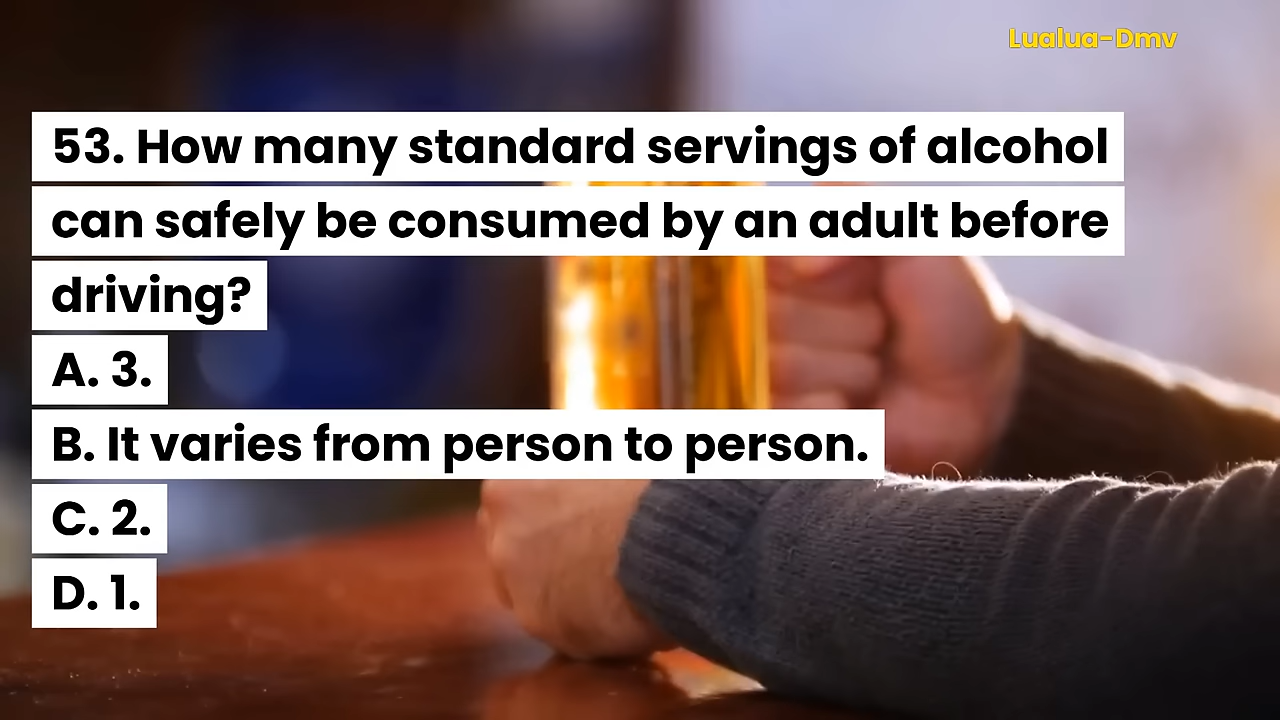 Lualua-Dmv
53. How many standard servings of alcohol
can safely be consumed by an adult before
driving?
A. 3.
B. It varies from person to person.
C. 2.
D. 1.